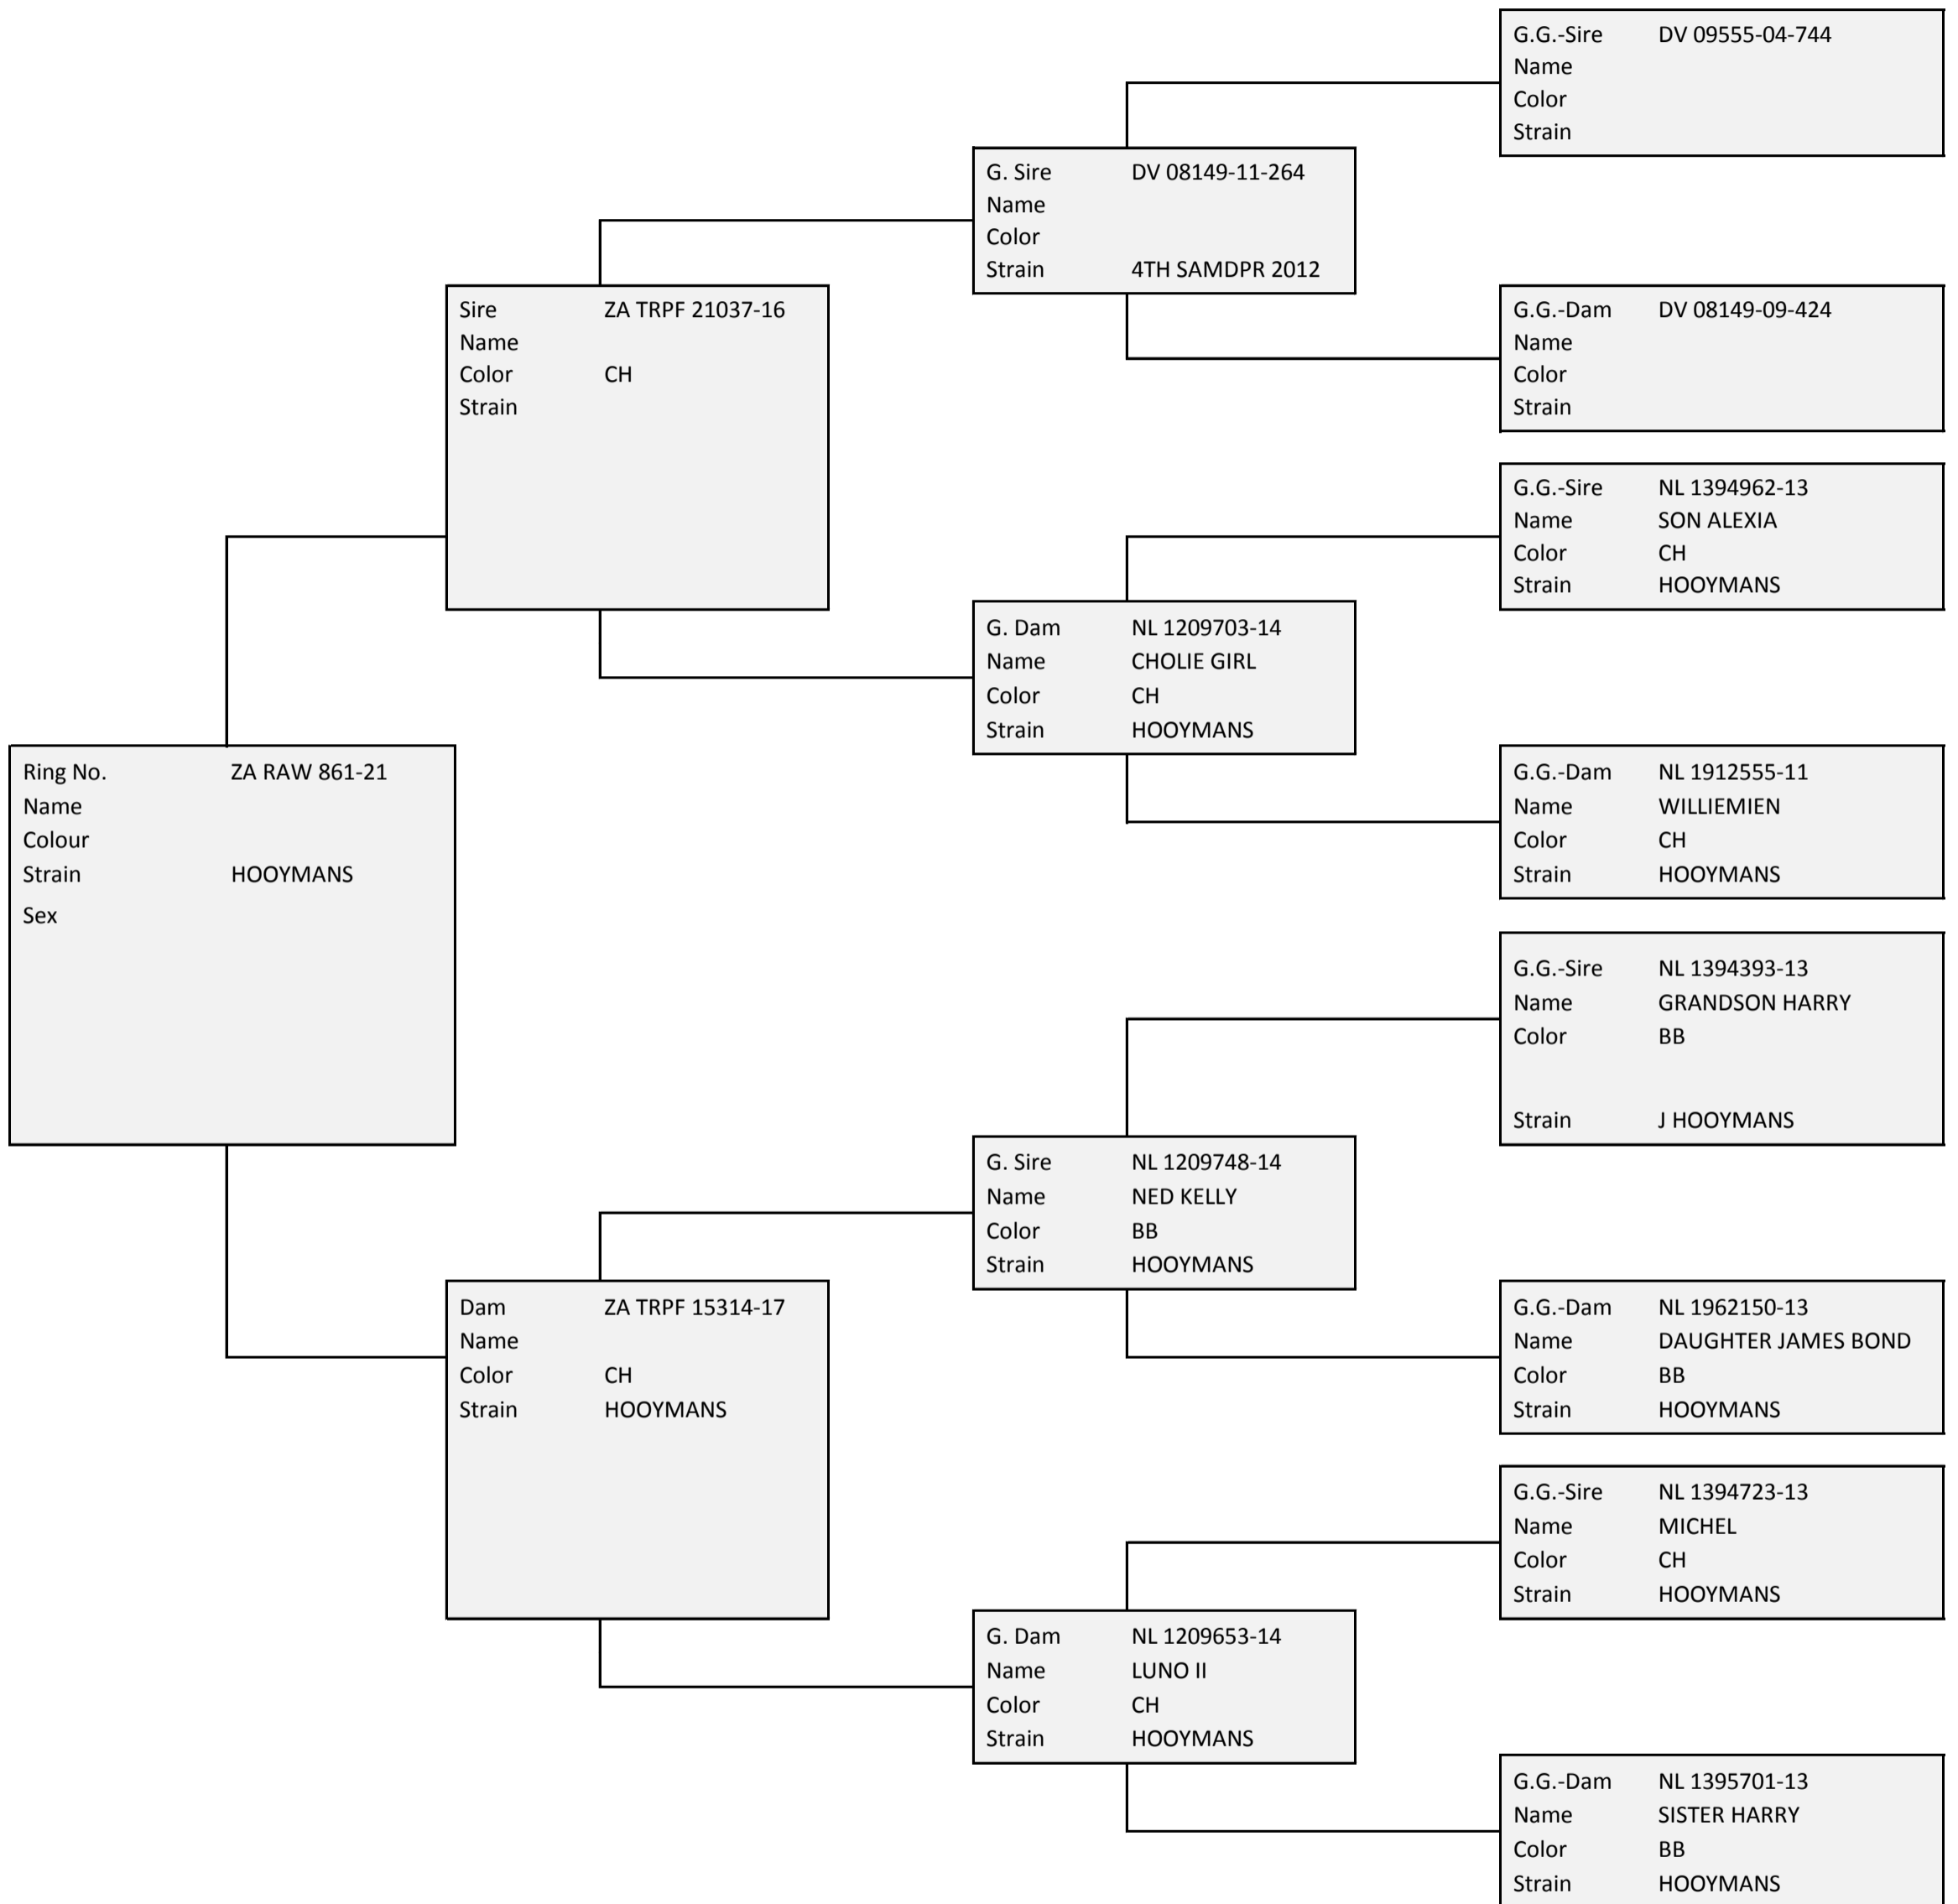 G.G.-Sire DV 09555-04-744
Name
Color
Strain
G. Sire DV 08149-11-264
Name
Color
Strain 4TH SAMDPR 2012
Sire ZA TRPF 21037-16
Name
Color CH
Strain
G.G.-Dam DV 08149-09-424
Name
Color
Strain
G.G.-Sire NL 1394962-13
Name SON ALEXIA
Color CH
Strain HOOYMANS
G. Dam NL 1209703-14
Name CHOLIE GIRL
Color CH
Strain HOOYMANS
Ring No. ZA RAW 861-21
Name
Colour
Strain HOOYMANS
Sex
G.G.-Dam NL 1912555-11
Name WILLIEMIEN
Color CH
Strain HOOYMANS
G.G.-Sire NL 1394393-13
Name GRANDSON HARRY
Color BB
Strain J HOOYMANS
G. Sire NL 1209748-14
Name NED KELLY
Color BB
Strain HOOYMANS
Dam ZA TRPF 15314-17
Name
Color CH
Strain HOOYMANS
G.G.-Dam NL 1962150-13
Name DAUGHTER JAMES BOND
Color BB
Strain HOOYMANS
G.G.-Sire NL 1394723-13
Name MICHEL
Color CH
Strain HOOYMANS
G. Dam NL 1209653-14
Name LUNO II
Color CH
Strain HOOYMANS
G.G.-Dam NL 1395701-13
Name SISTER HARRY
Color BB
Strain HOOYMANS